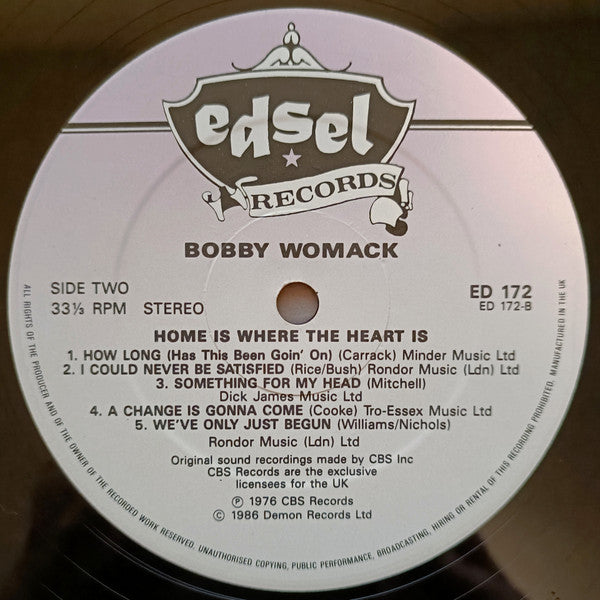 edsel
RECORDS
BOBBY WOMACK
SIDE TWO
33⅓ RPM STEREO
ED 172
ED 172-B
HOME IS WHERE THE HEART IS
1. HOW LONG (Has This Been Goin' On) (Carrack) Minder Music Ltd
2. I COULD NEVER BE SATISFIED (Rice/Bush) Rondor Music (Ldn) Ltd
3. SOMETHING FOR MY HEAD (Mitchell)
Dick James Music Ltd
4. A CHANGE IS GONNA COME (Cooke) Tro-Essex Music Ltd
5. WE'VE ONLY JUST BEGUN (Williams/Nichols)
Rondor Music (Ldn) Ltd
Original sound recordings made by CBS Inc
CBS Records are the exclusive
licensees for the UK
℗ 1976 CBS Records
© 1986 Demon Records Ltd
ALL RIGHTS OF THE PRODUCER AND OF THE OWNER OF THE RECORDED WORK RESERVED. UNAUTHORISED COPYING, PUBLIC PERFORMANCE, BROADCASTING, HIRING OR RENTAL OF THIS RECORDING PROHIBITED. MANUFACTURED IN THE UK